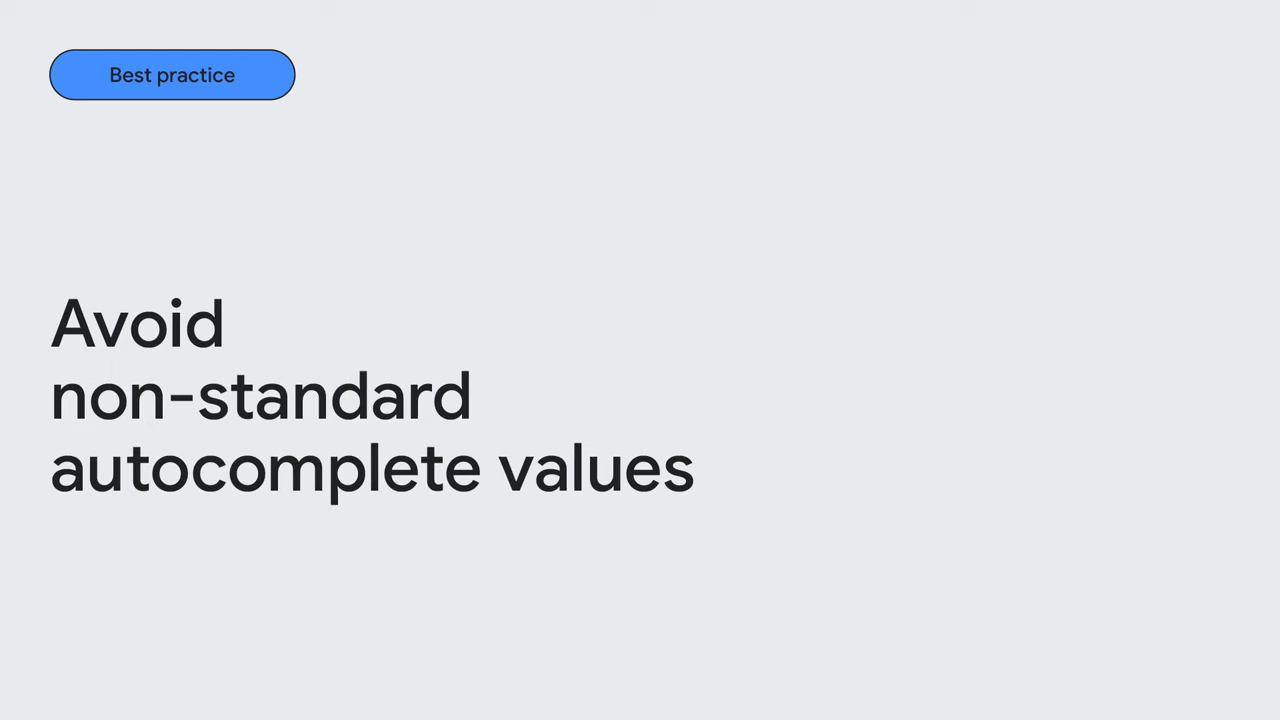 Best practice
Avoid
non-standard
autocomplete values